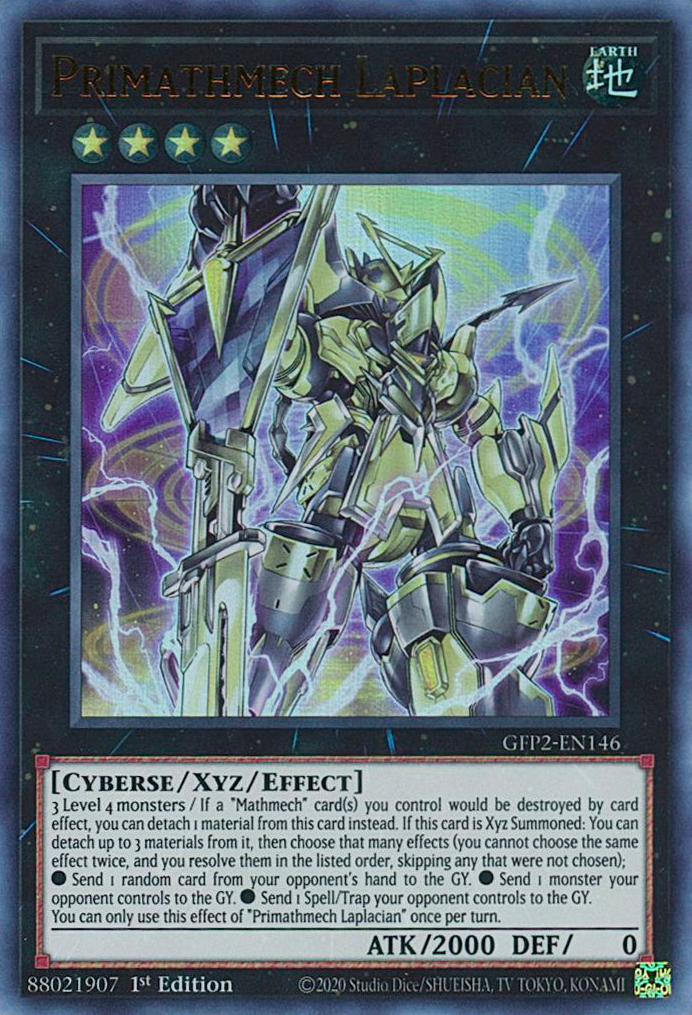 PRIMATHMECH LAPLACIAN
EARTH
地
GFP2-EN146
[CYBERSE/XYZ/EFFECT]
3 Level 4 monsters / If a "Mathmech" card(s) you control would be destroyed by card
effect, you can detach 1 material from this card instead. If this card is Xyz Summoned: You can
detach up to 3 materials from it, then choose that many effects (you cannot choose the same
effect twice, and you resolve them in the listed order, skipping any that were not chosen);
● Send 1 random card from your opponent's hand to the GY. ● Send 1 monster your
opponent controls to the GY. ● Send 1 Spell/Trap your opponent controls to the GY.
You can only use this effect of "Primathmech Laplacian" once per turn.
ATK/2000 DEF/ 0
88021907 1st Edition ©2020 Studio Dice/SHUEISHA, TV TOKYO, KONAMI